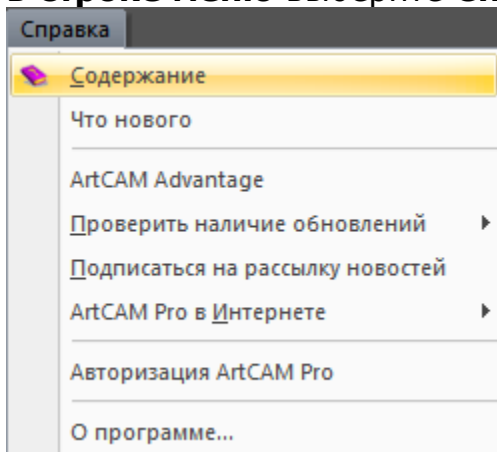 Справка
Содержание
Что нового
ArtCAM Advantage
Проверить наличие обновлений
Подписаться на рассылку новостей
ArtCAM Pro в Интернете
Авторизация ArtCAM Pro
О программе...